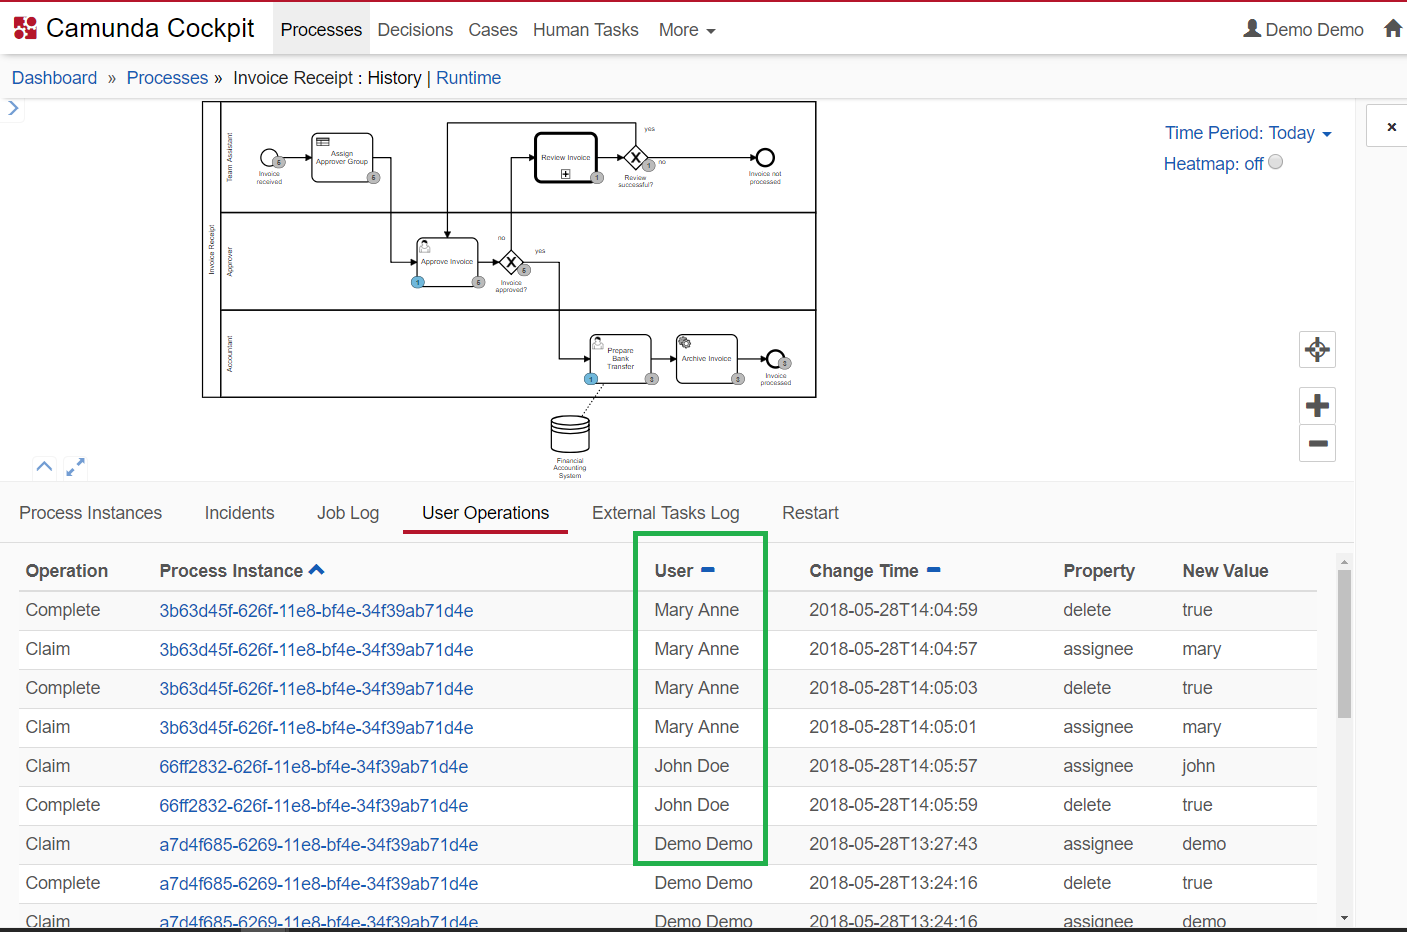 Camunda Cockpit Processes Decisions Cases Human Tasks More Demo Demo
Dashboard » Processes » Invoice Receipt : History | Runtime
Time Period: Today
Heatmap: off
Invoice Receipt
Team Assistant
Invoice
received
5
Assign
Approver Group
5
Review Invoice
1
yes
no
1
Review
successful?
Invoice not
processed
Approver
Approve Invoice
1
5
no
yes
5
Invoice
approved?
Accountant
Prepare
Bank
Transfer
1
3
Archive Invoice
3
3
Invoice
processed
Financial
Accounting
System
Process Instances Incidents Job Log User Operations External Tasks Log Restart
Operation Process Instance User Change Time Property New Value
Complete 3b63d45f-626f-11e8-bf4e-34f39ab71d4e Mary Anne 2018-05-28T14:04:59 delete true
Claim 3b63d45f-626f-11e8-bf4e-34f39ab71d4e Mary Anne 2018-05-28T14:04:57 assignee mary
Complete 3b63d45f-626f-11e8-bf4e-34f39ab71d4e Mary Anne 2018-05-28T14:05:03 delete true
Claim 3b63d45f-626f-11e8-bf4e-34f39ab71d4e Mary Anne 2018-05-28T14:05:01 assignee mary
Claim 66ff2832-626f-11e8-bf4e-34f39ab71d4e John Doe 2018-05-28T14:05:57 assignee john
Complete 66ff2832-626f-11e8-bf4e-34f39ab71d4e John Doe 2018-05-28T14:05:59 delete true
Claim a7d4f685-6269-11e8-bf4e-34f39ab71d4e Demo Demo 2018-05-28T13:27:43 assignee demo
Complete a7d4f685-6269-11e8-bf4e-34f39ab71d4e Demo Demo 2018-05-28T13:24:16 delete true
Claim a7d4f685-6269-11e8-bf4e-34f39ab71d4e Demo Demo 2018-05-28T13:24:16 assignee demo